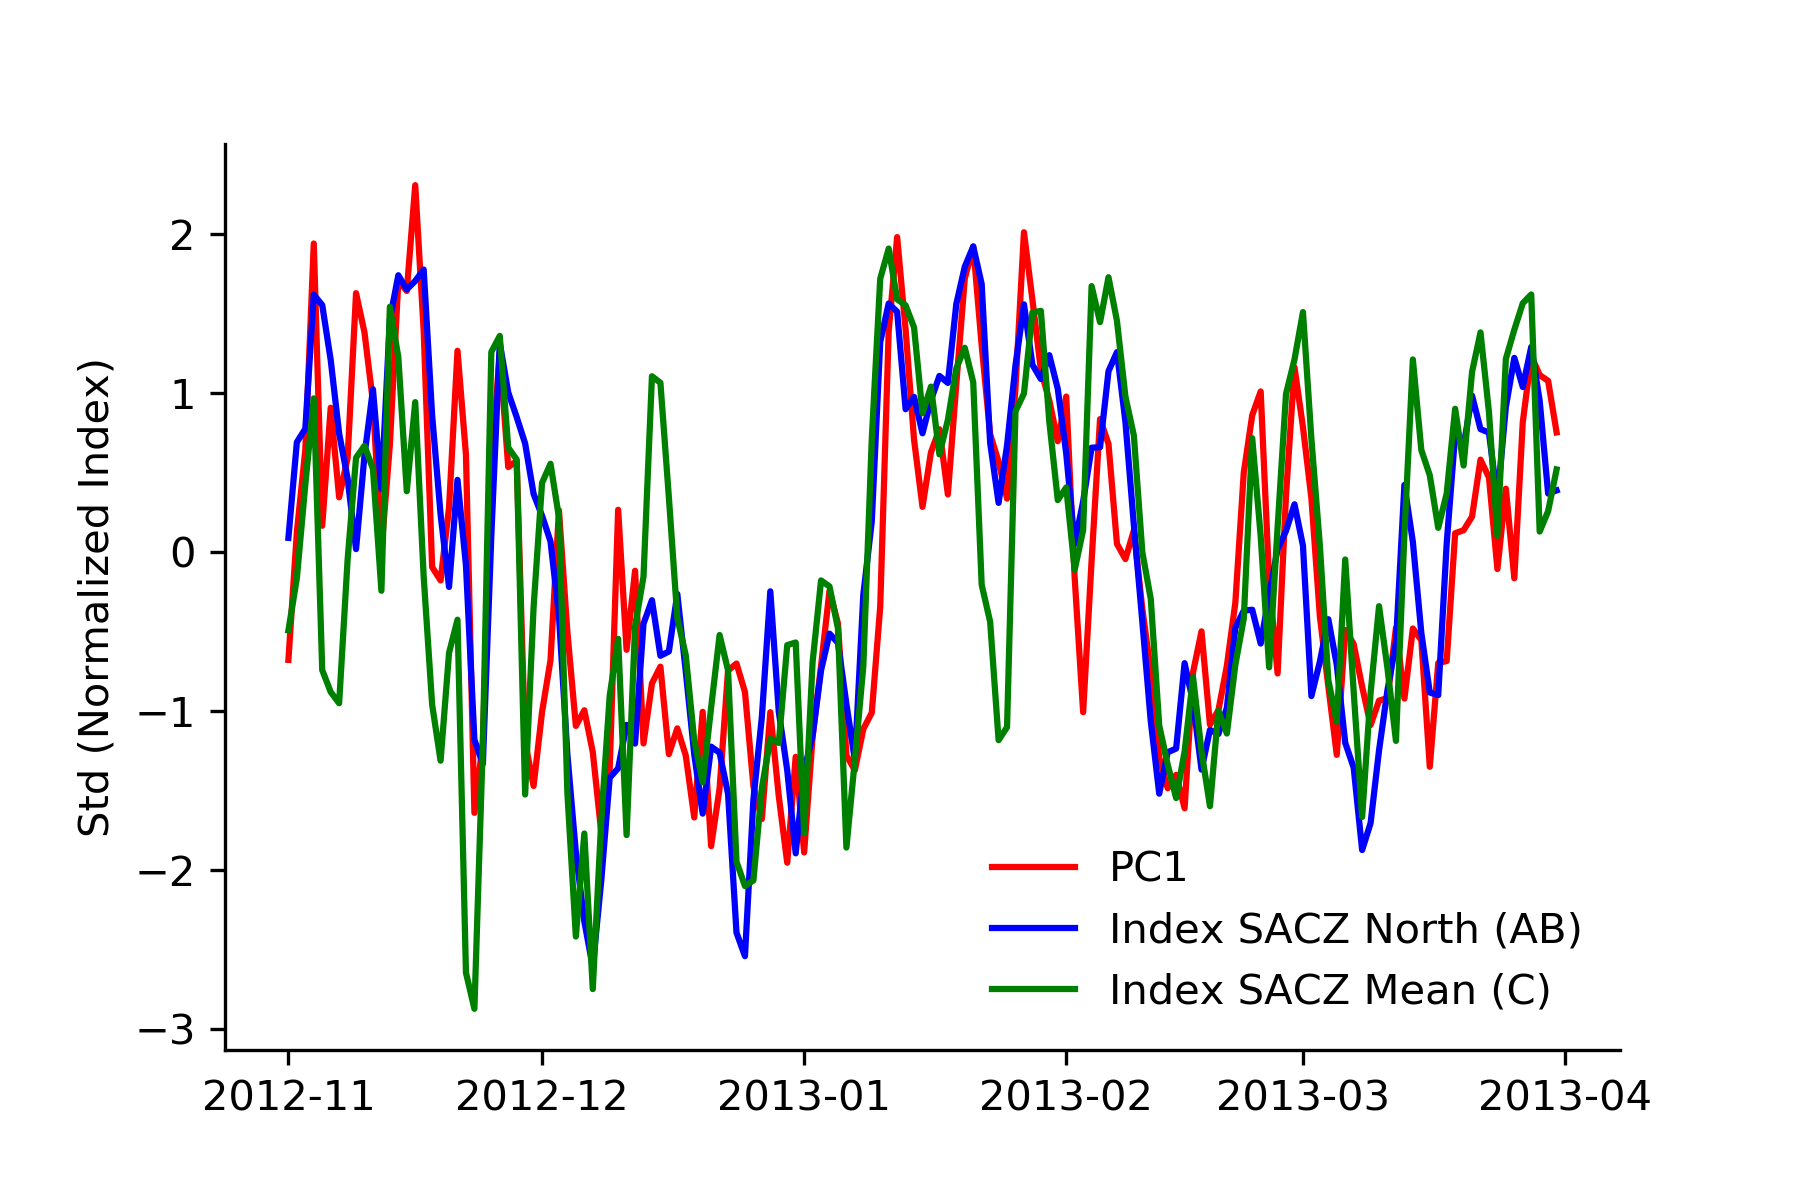 Std (Normalized Index)
2
1
0
−1
−2
−3
PC1
Index SACZ North (AB)
Index SACZ Mean (C)
2012-11 2012-12 2013-01 2013-02 2013-03 2013-04